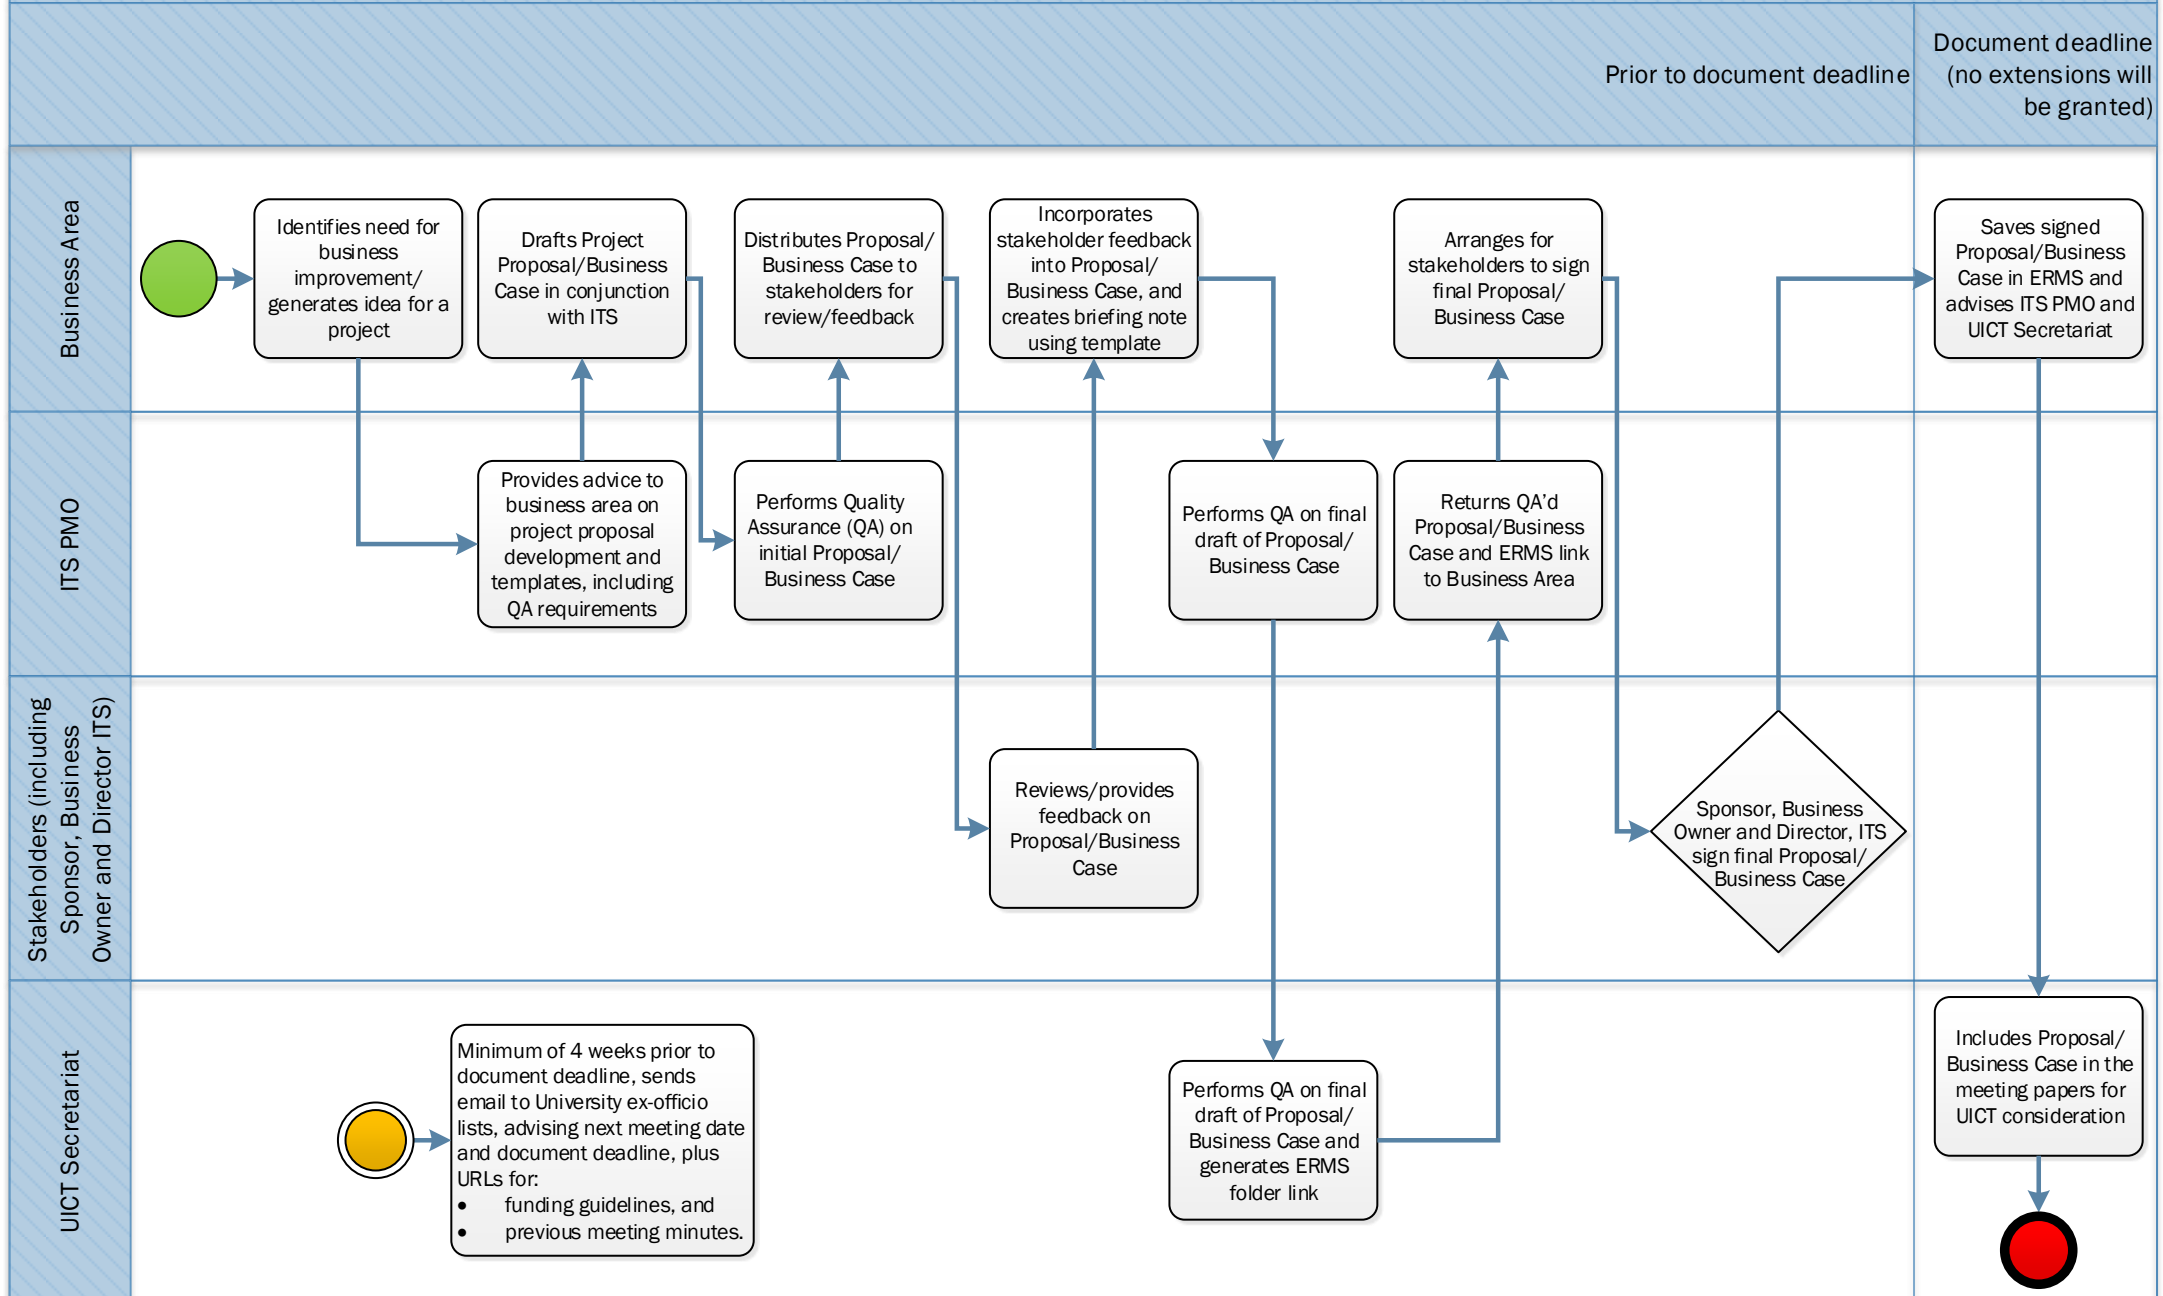 Prior to document deadline
Document deadline
(no extensions will
be granted)
Business Area
Identifies need for
business
improvement/
generates idea for a
project
Drafts Project
Proposal/Business
Case in conjunction
with ITS
Distributes Proposal/
Business Case to
stakeholders for
review/feedback
Incorporates
stakeholder feedback
into Proposal/
Business Case, and
creates briefing note
using template
Arranges for
stakeholders to sign
final Proposal/
Business Case
Saves signed
Proposal/Business
Case in ERMS and
advises ITS PMO and
UICT Secretariat
ITS PMO
Provides advice to
business area on
project proposal
development and
templates, including
QA requirements
Performs Quality
Assurance (QA) on
initial Proposal/
Business Case
Performs QA on final
draft of Proposal/
Business Case
Returns QA’d
Proposal/Business
Case and ERMS link
to Business Area
Stakeholders (including
Sponsor, Business
Owner and Director ITS)
Reviews/provides
feedback on
Proposal/Business
Case
Sponsor, Business
Owner and Director, ITS
sign final Proposal/
Business Case
UICT Secretariat
Minimum of 4 weeks prior to
document deadline, sends
email to University ex-officio
lists, advising next meeting date
and document deadline, plus
URLs for:
• funding guidelines, and
• previous meeting minutes.
Performs QA on final
draft of Proposal/
Business Case and
generates ERMS
folder link
Includes Proposal/
Business Case in the
meeting papers for
UICT consideration